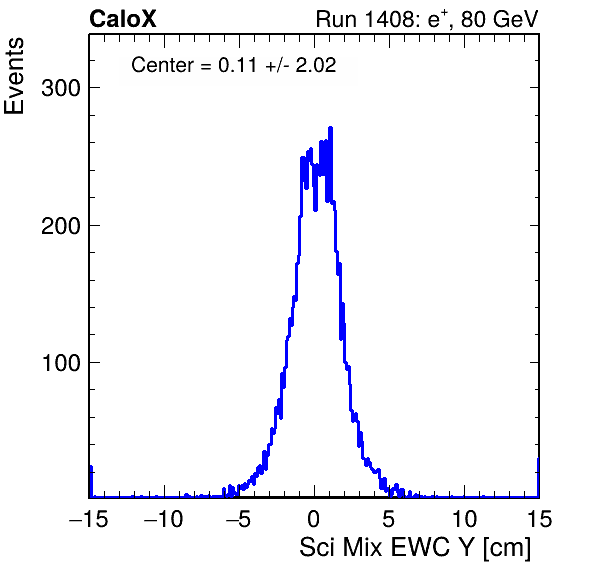 CaloX Run 1408: e⁺, 80 GeV
Center = 0.11 +/- 2.02
Events
300
200
100
−15 −10 −5 0 5 10 15
Sci Mix EWC Y [cm]